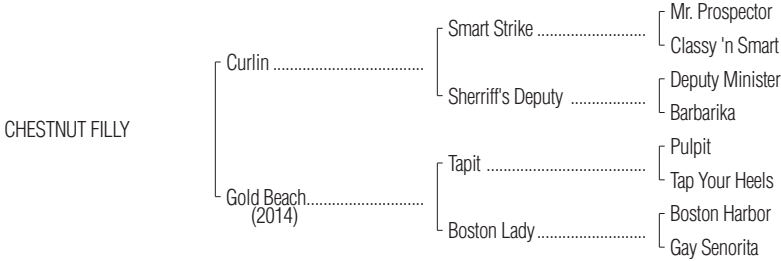 Mr. Prospector
Smart Strike ..........................
Classy 'n Smart
Curlin ....................................
Deputy Minister
Sherriff's Deputy ..................
Barbarika
CHESTNUT FILLY
Pulpit
Tapit ......................................
Tap Your Heels
Gold Beach............................
(2014)
Boston Harbor
Boston Lady..........................
Gay Senorita